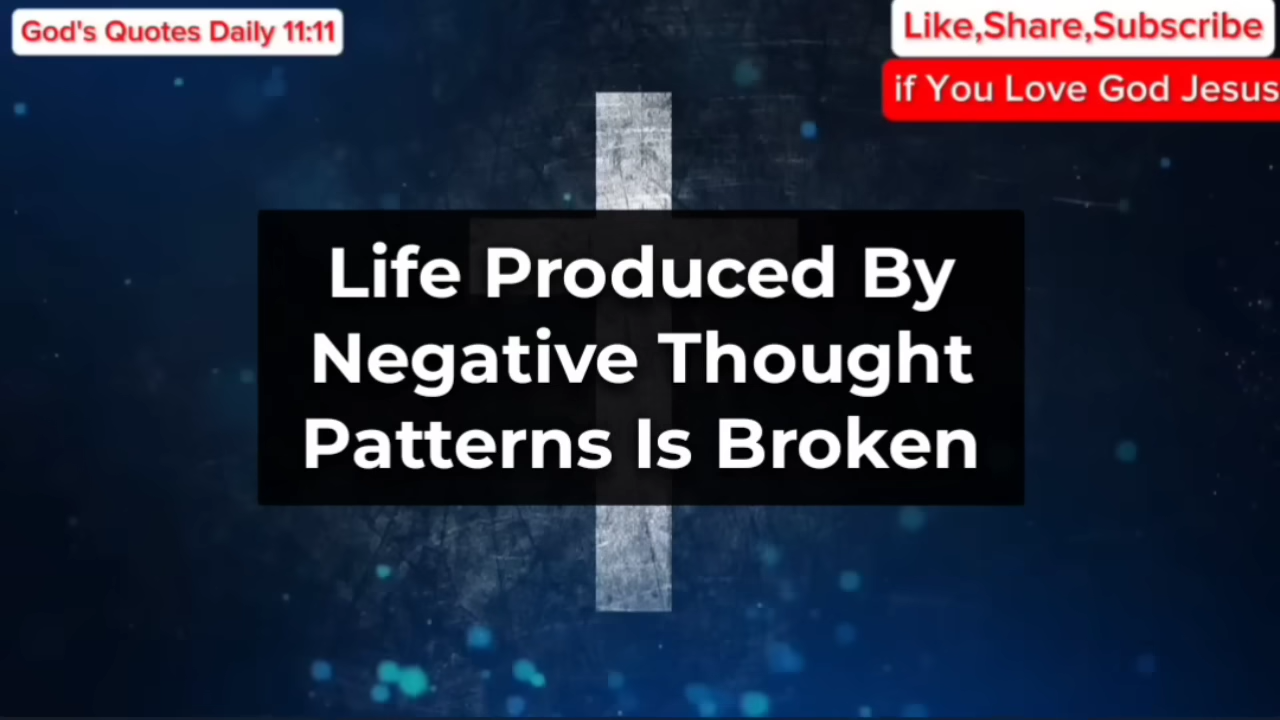 God's Quotes Daily 11:11
Like,Share,Subscribe
if You Love God Jesus
Life Produced By
Negative Thought
Patterns Is Broken